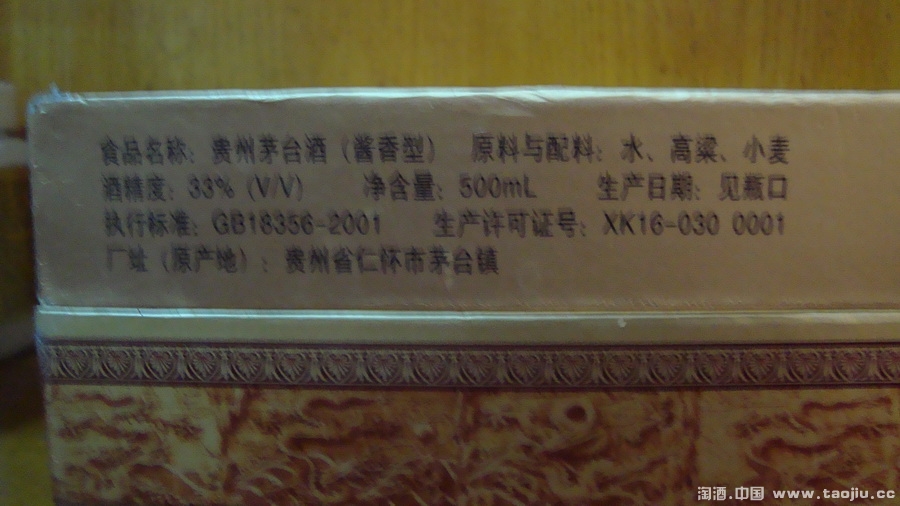 食品名称：贵州茅台酒（酱香型） 原料与配料：水、高粱、小麦
酒精度：33%（V/V） 净含量：500mL 生产日期：见瓶口
执行标准：GB18356-2001 生产许可证号：XK16-030 0001
厂址（原产地）：贵州省仁怀市茅台镇
淘酒.中国 www.taojiu.cc